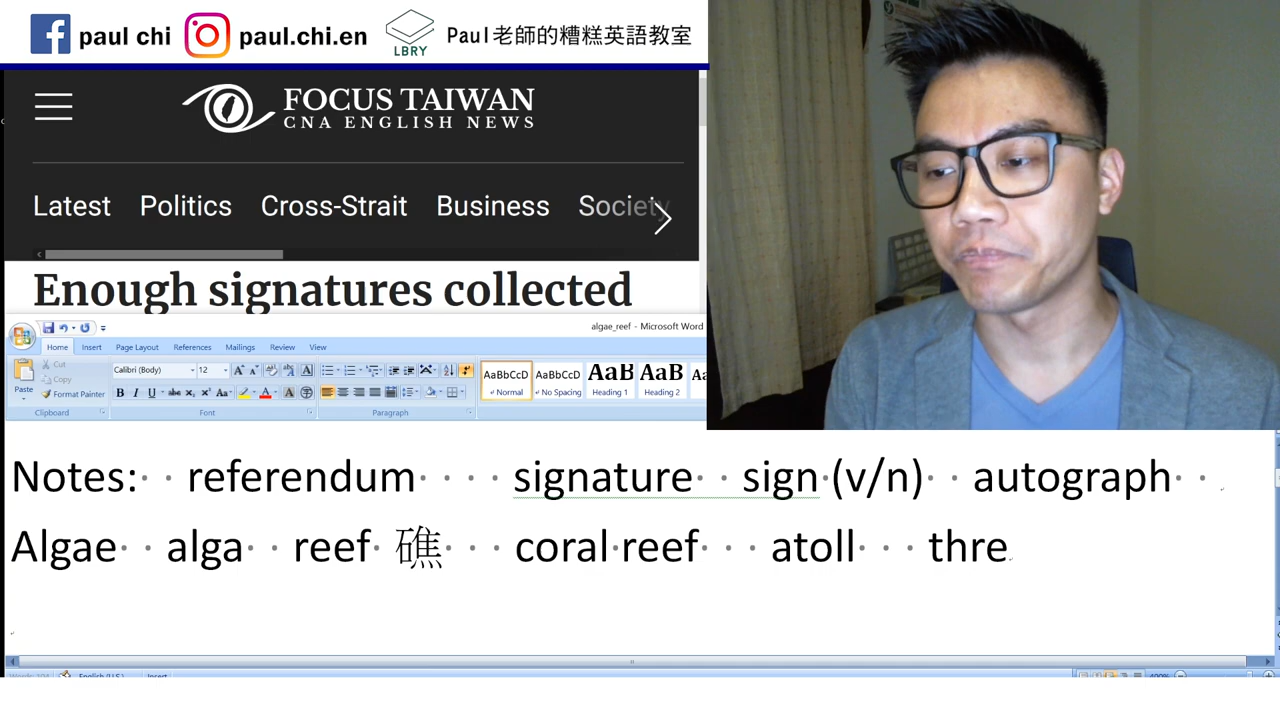 paul chi paul.chi.en LBRY Paul老師的糟糕英語教室
FOCUS TAIWAN
CNA ENGLISH NEWS
Latest Politics Cross-Strait Business Society
Enough signatures collected
algae_reef - Microsoft Word
Home Insert Page Layout References Mailings Review View
Cut
Copy
Paste
Format Painter
Calibri (Body) 12
AaBbCcD AaBbCcD AaB AaB
Normal No Spacing Heading 1 Heading 2
Clipboard Font Paragraph
Notes: referendum signature sign (v/n) autograph
Algae alga reef 礁 coral reef atoll thre
English (U.S.) Insert 400%